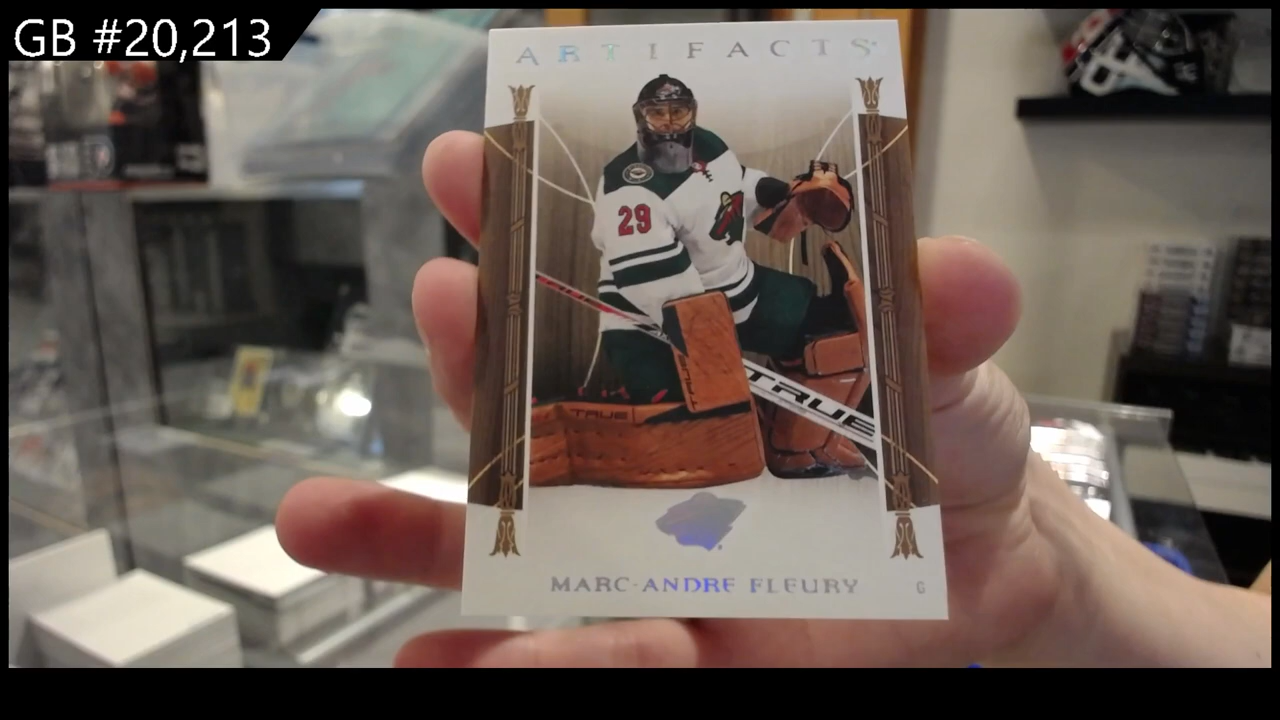 GB #20,213
ARTIFACTS
29
TRUE
TRUE
TRUE
MARC-ANDRE FLEURY
G